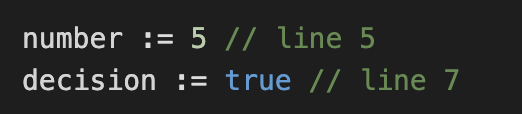 number := 5 // line 5
decision := true // line 7